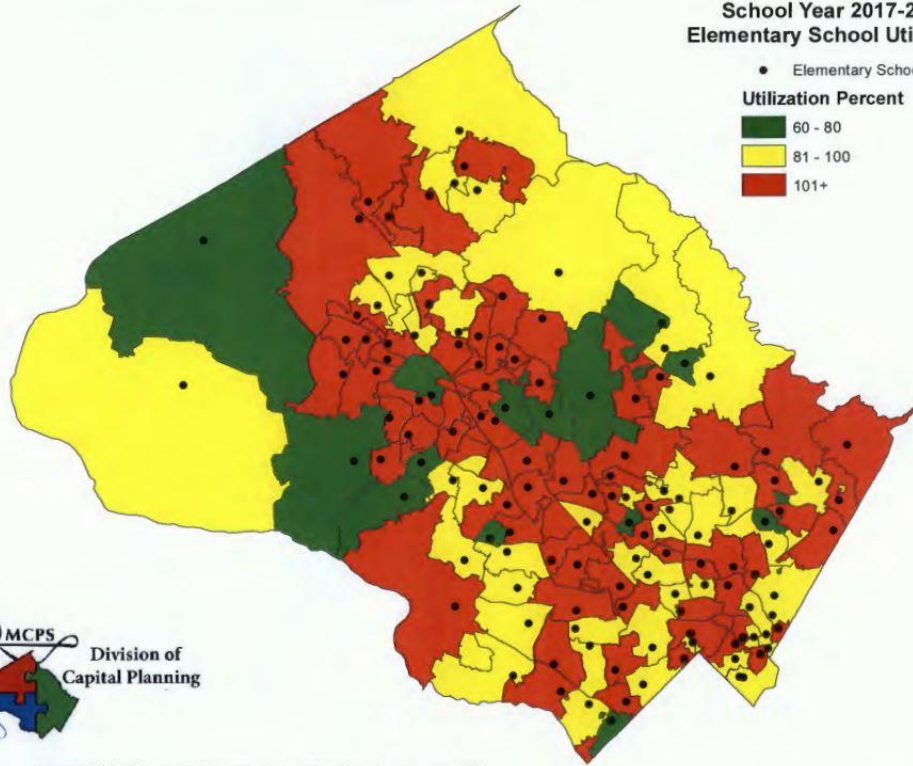 School Year 2017-2
Elementary School Uti
Elementary Schoo
Utilization Percent
60 - 80
81 - 100
101+
MCPS
Division of
Capital Planning